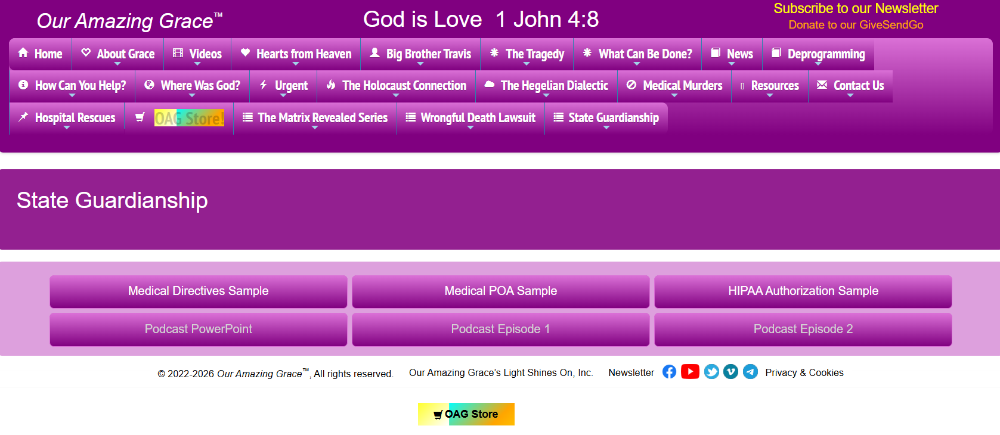 Our Amazing Grace™
God is Love  1 John 4:8
Subscribe to our Newsletter
Donate to our GiveSendGo
Home About Grace Videos Hearts from Heaven Big Brother Travis The Tragedy What Can Be Done? News Deprogramming
How Can You Help? Where Was God? Urgent The Holocaust Connection The Hegelian Dialectic Medical Murders Resources Contact Us
Hospital Rescues OAG Store! The Matrix Revealed Series Wrongful Death Lawsuit State Guardianship
State Guardianship
Medical Directives Sample Medical POA Sample HIPAA Authorization Sample
Podcast PowerPoint Podcast Episode 1 Podcast Episode 2
© 2022-2026 Our Amazing Grace™, All rights reserved. Our Amazing Grace’s Light Shines On, Inc. Newsletter Privacy & Cookies
OAG Store